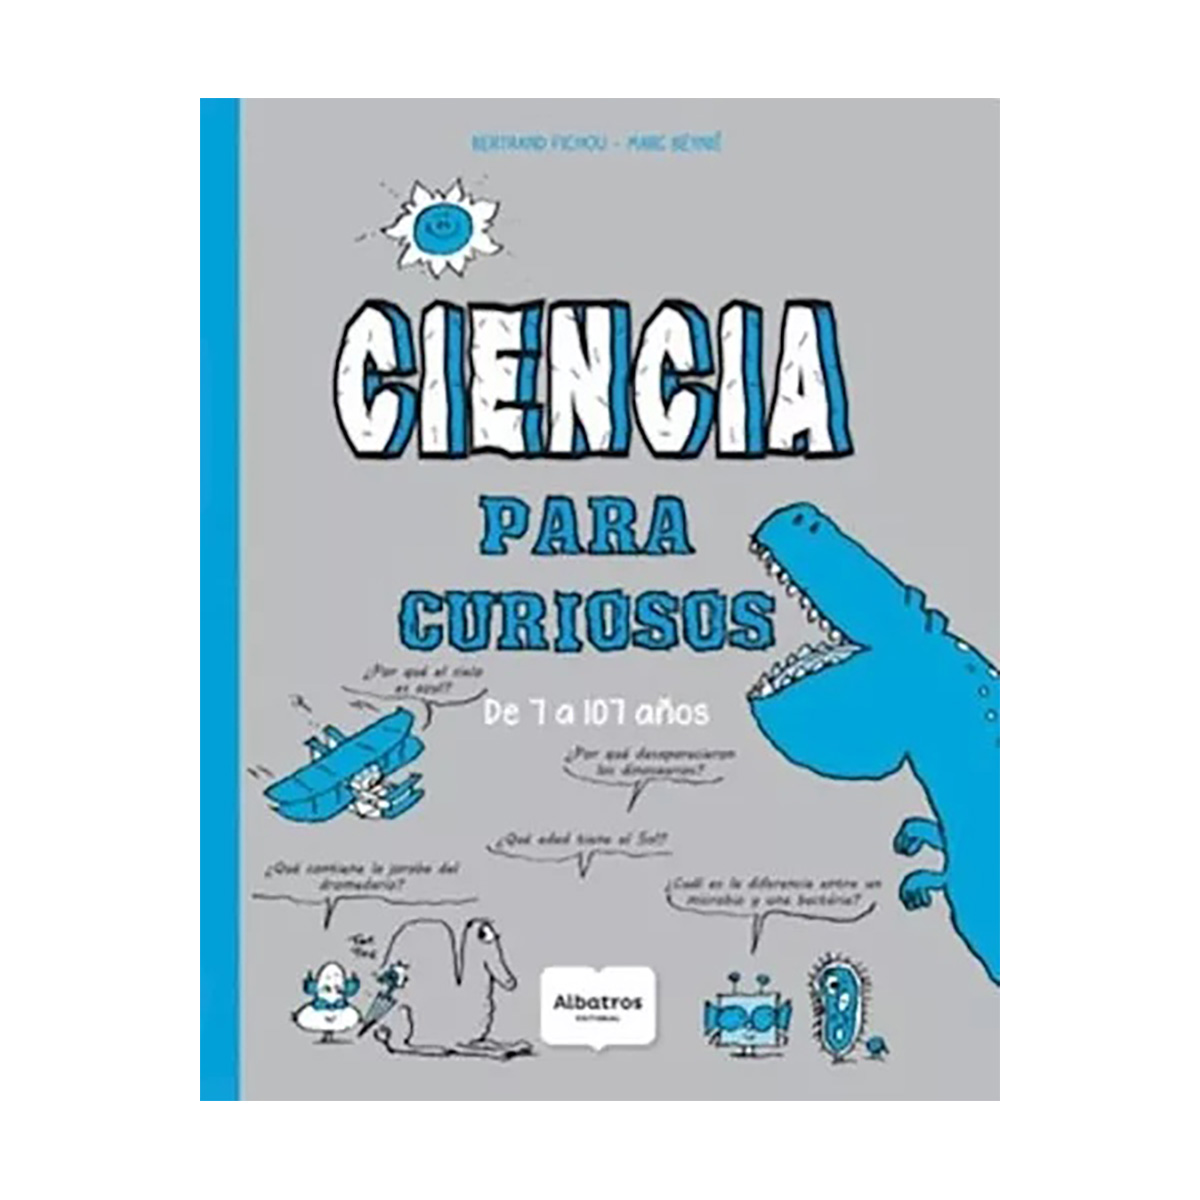 BERTRAND FICHOU - MARC BEYNIÉ
CIENCIA
PARA
CURIOSOS
De 7 a 107 años
¿Por qué el cielo
es azul?
¿Por qué desaparecieron
los dinosaurios?
¿Qué edad tiene el Sol?
¿Qué contiene la joroba del
dromedario?
¿Cuál es la diferencia entre un
microbio y una bacteria?
Albatros
EDITORIAL